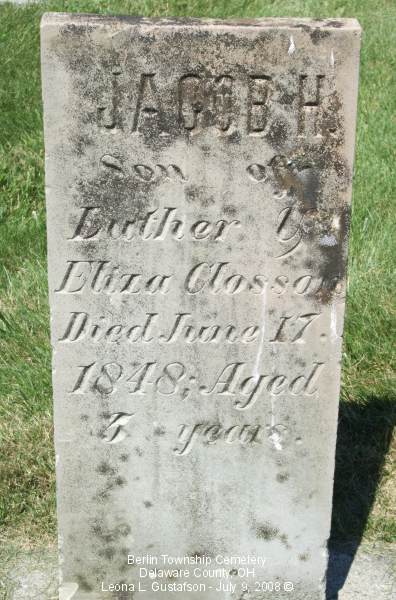 JACOB H.
Son of
Luther &
Eliza Closson
Died June 17.
1848; Aged
3 years.
Berlin Township Cemetery
Delaware County, OH
Leona L. Gustafson - July 9, 2008 ©